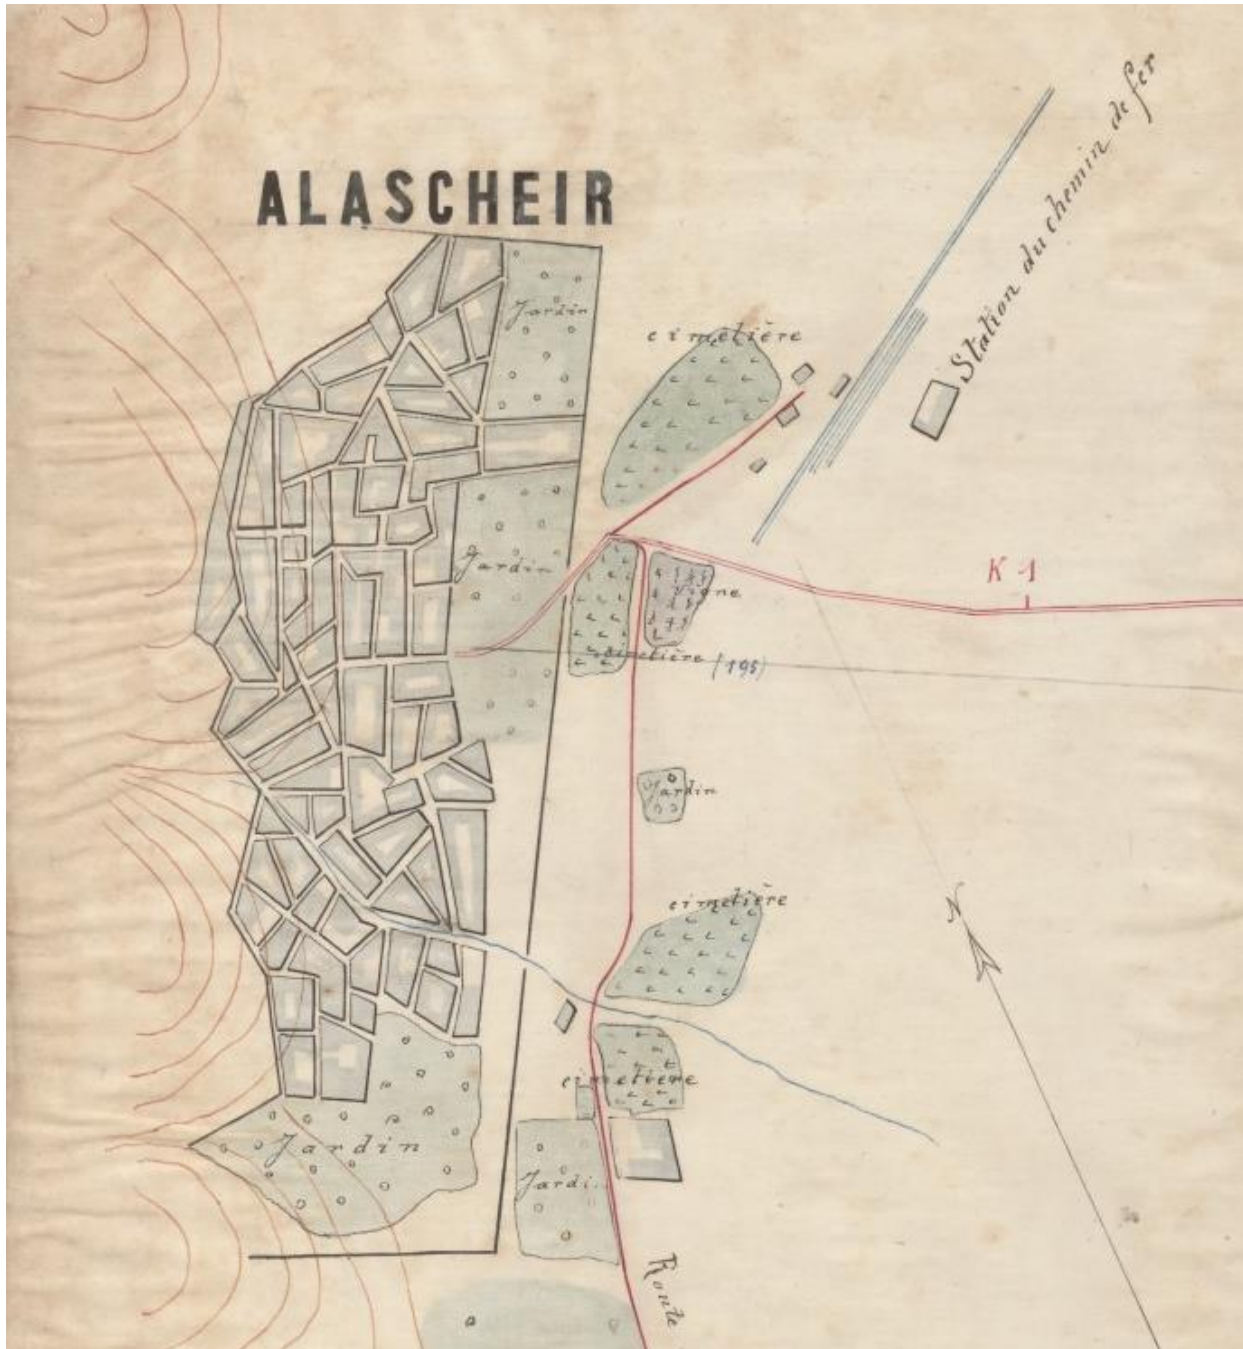 ALASCHEIR
Station du chemin de fer
Jardin
cimetière
Jardin
K 1
Vigne
cimetière (195)
Jardin
cimetière
N
cimetière
Jardin
Jardi
Route